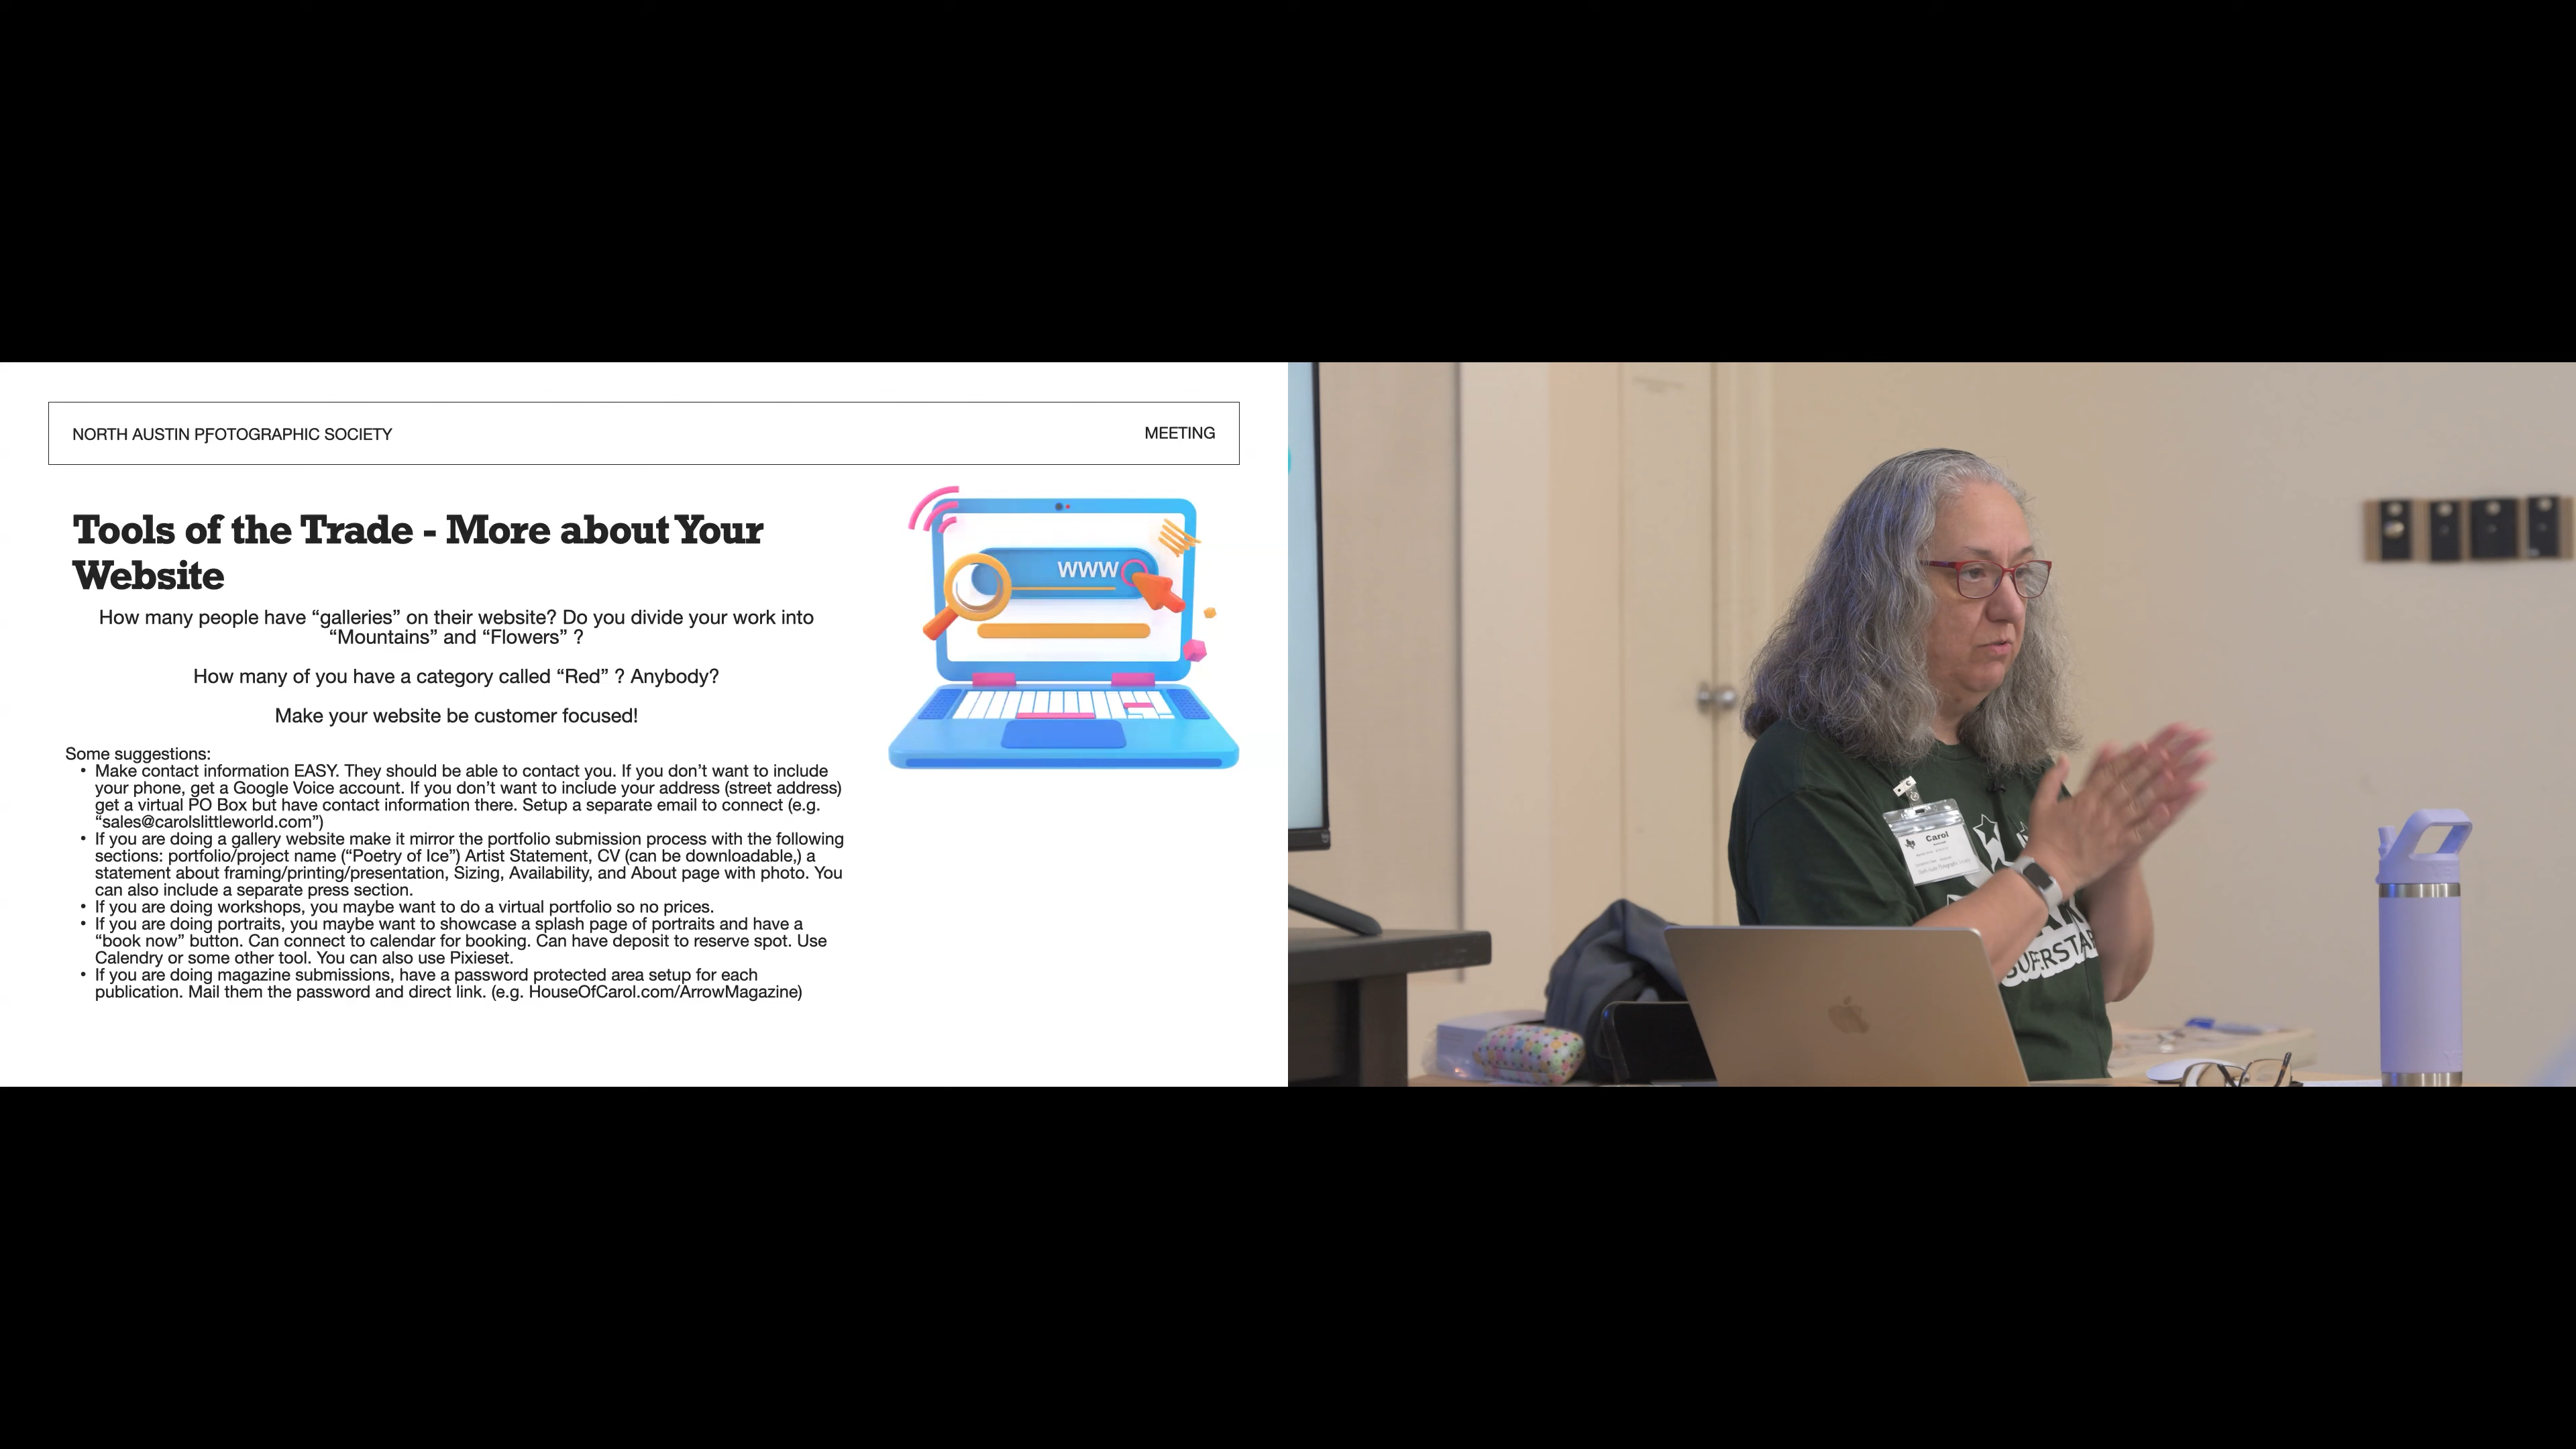 NORTH AUSTIN PƑOTOGRAPHIC SOCIETY
MEETING
Tools of the Trade - More about Your
Website
How many people have “galleries” on their website? Do you divide your work into
“Mountains” and “Flowers” ?
How many of you have a category called “Red” ? Anybody?
Make your website be customer focused!
Some suggestions:
• Make contact information EASY. They should be able to contact you. If you don’t want to include
your phone, get a Google Voice account. If you don’t want to include your address (street address)
get a virtual PO Box but have contact information there. Setup a separate email to connect (e.g.
“sales@carolslittleworld.com”)
• If you are doing a gallery website make it mirror the portfolio submission process with the following
sections: portfolio/project name (“Poetry of Ice”) Artist Statement, CV (can be downloadable,) a
statement about framing/printing/presentation, Sizing, Availability, and About page with photo. You
can also include a separate press section.
• If you are doing workshops, you maybe want to do a virtual portfolio so no prices.
• If you are doing portraits, you maybe want to showcase a splash page of portraits and have a
“book now” button. Can connect to calendar for booking. Can have deposit to reserve spot. Use
Calendry or some other tool. You can also use Pixieset.
• If you are doing magazine submissions, have a password protected area setup for each
publication. Mail them the password and direct link. (e.g. HouseOfCarol.com/ArrowMagazine)
WWW
Carol
SUPERSTAR